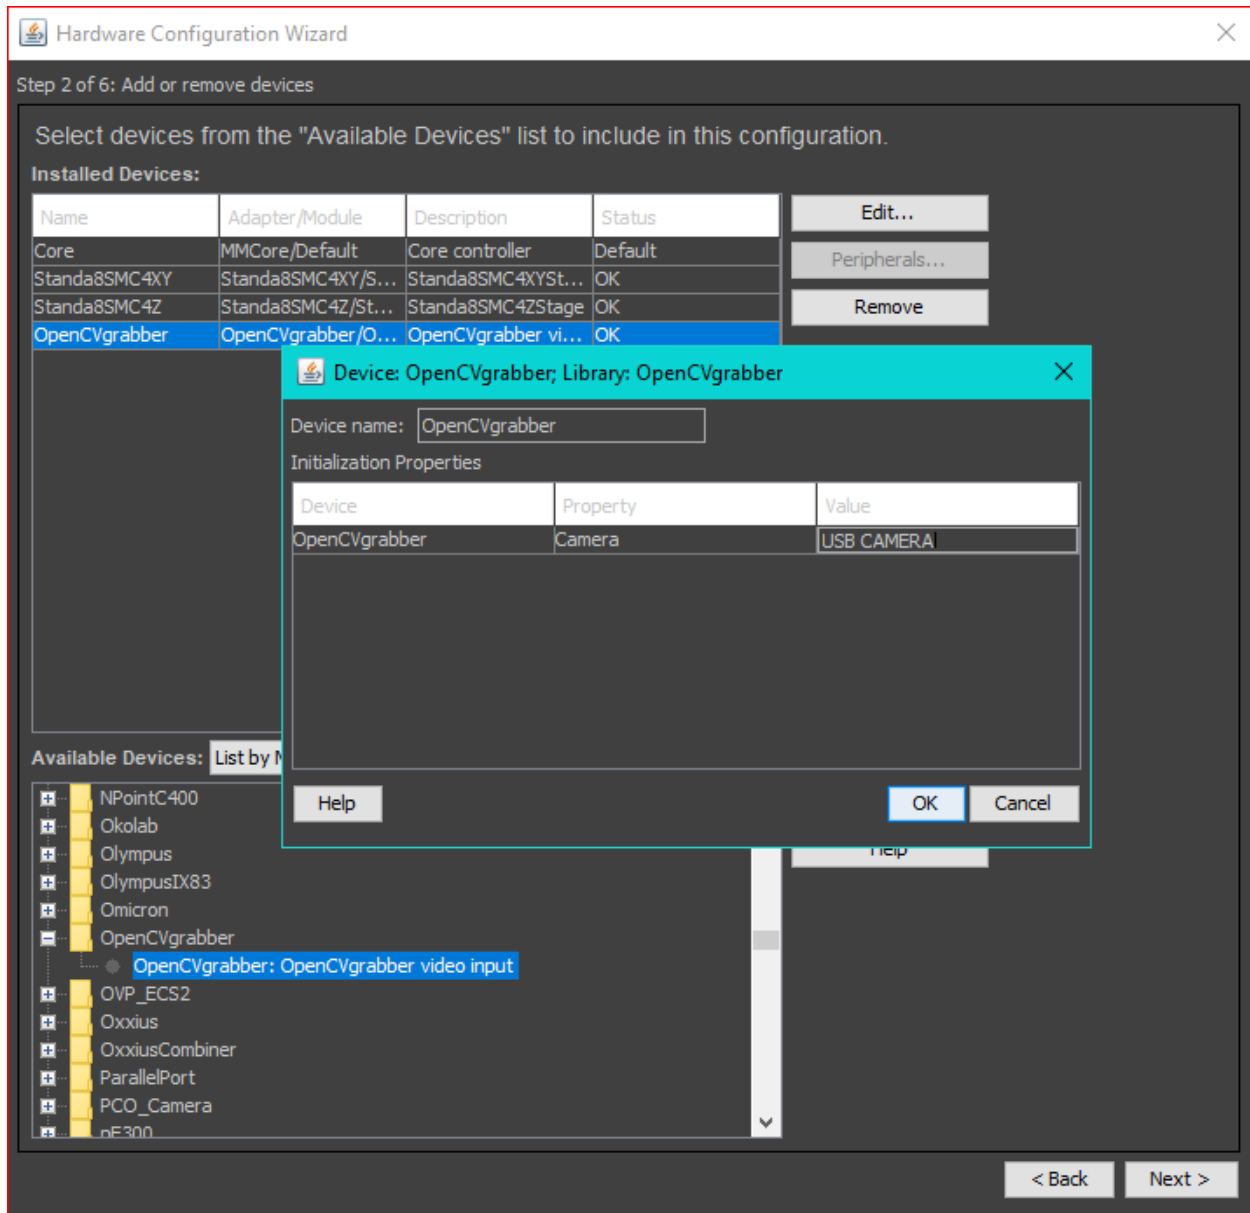 Hardware Configuration Wizard
Step 2 of 6: Add or remove devices
Select devices from the "Available Devices" list to include in this configuration.
Installed Devices:
Name Adapter/Module Description Status
Core MMCore/Default Core controller Default
Standa8SMC4XY Standa8SMC4XY/S... Standa8SMC4XYSt... OK
Standa8SMC4Z Standa8SMC4Z/St... Standa8SMC4ZStage OK
OpenCVgrabber OpenCVgrabber/O... OpenCVgrabber vi... OK
Edit...
Peripherals...
Remove
Device: OpenCVgrabber; Library: OpenCVgrabber
Device name: OpenCVgrabber
Initialization Properties
Device Property Value
OpenCVgrabber Camera USB CAMERA
Help OK Cancel
Available Devices: List by
Help
NPointC400
Okolab
Olympus
OlympusIX83
Omicron
OpenCVgrabber
OpenCVgrabber: OpenCVgrabber video input
OVP_ECS2
Oxxius
OxxiusCombiner
ParallelPort
PCO_Camera
pE300
< Back Next >